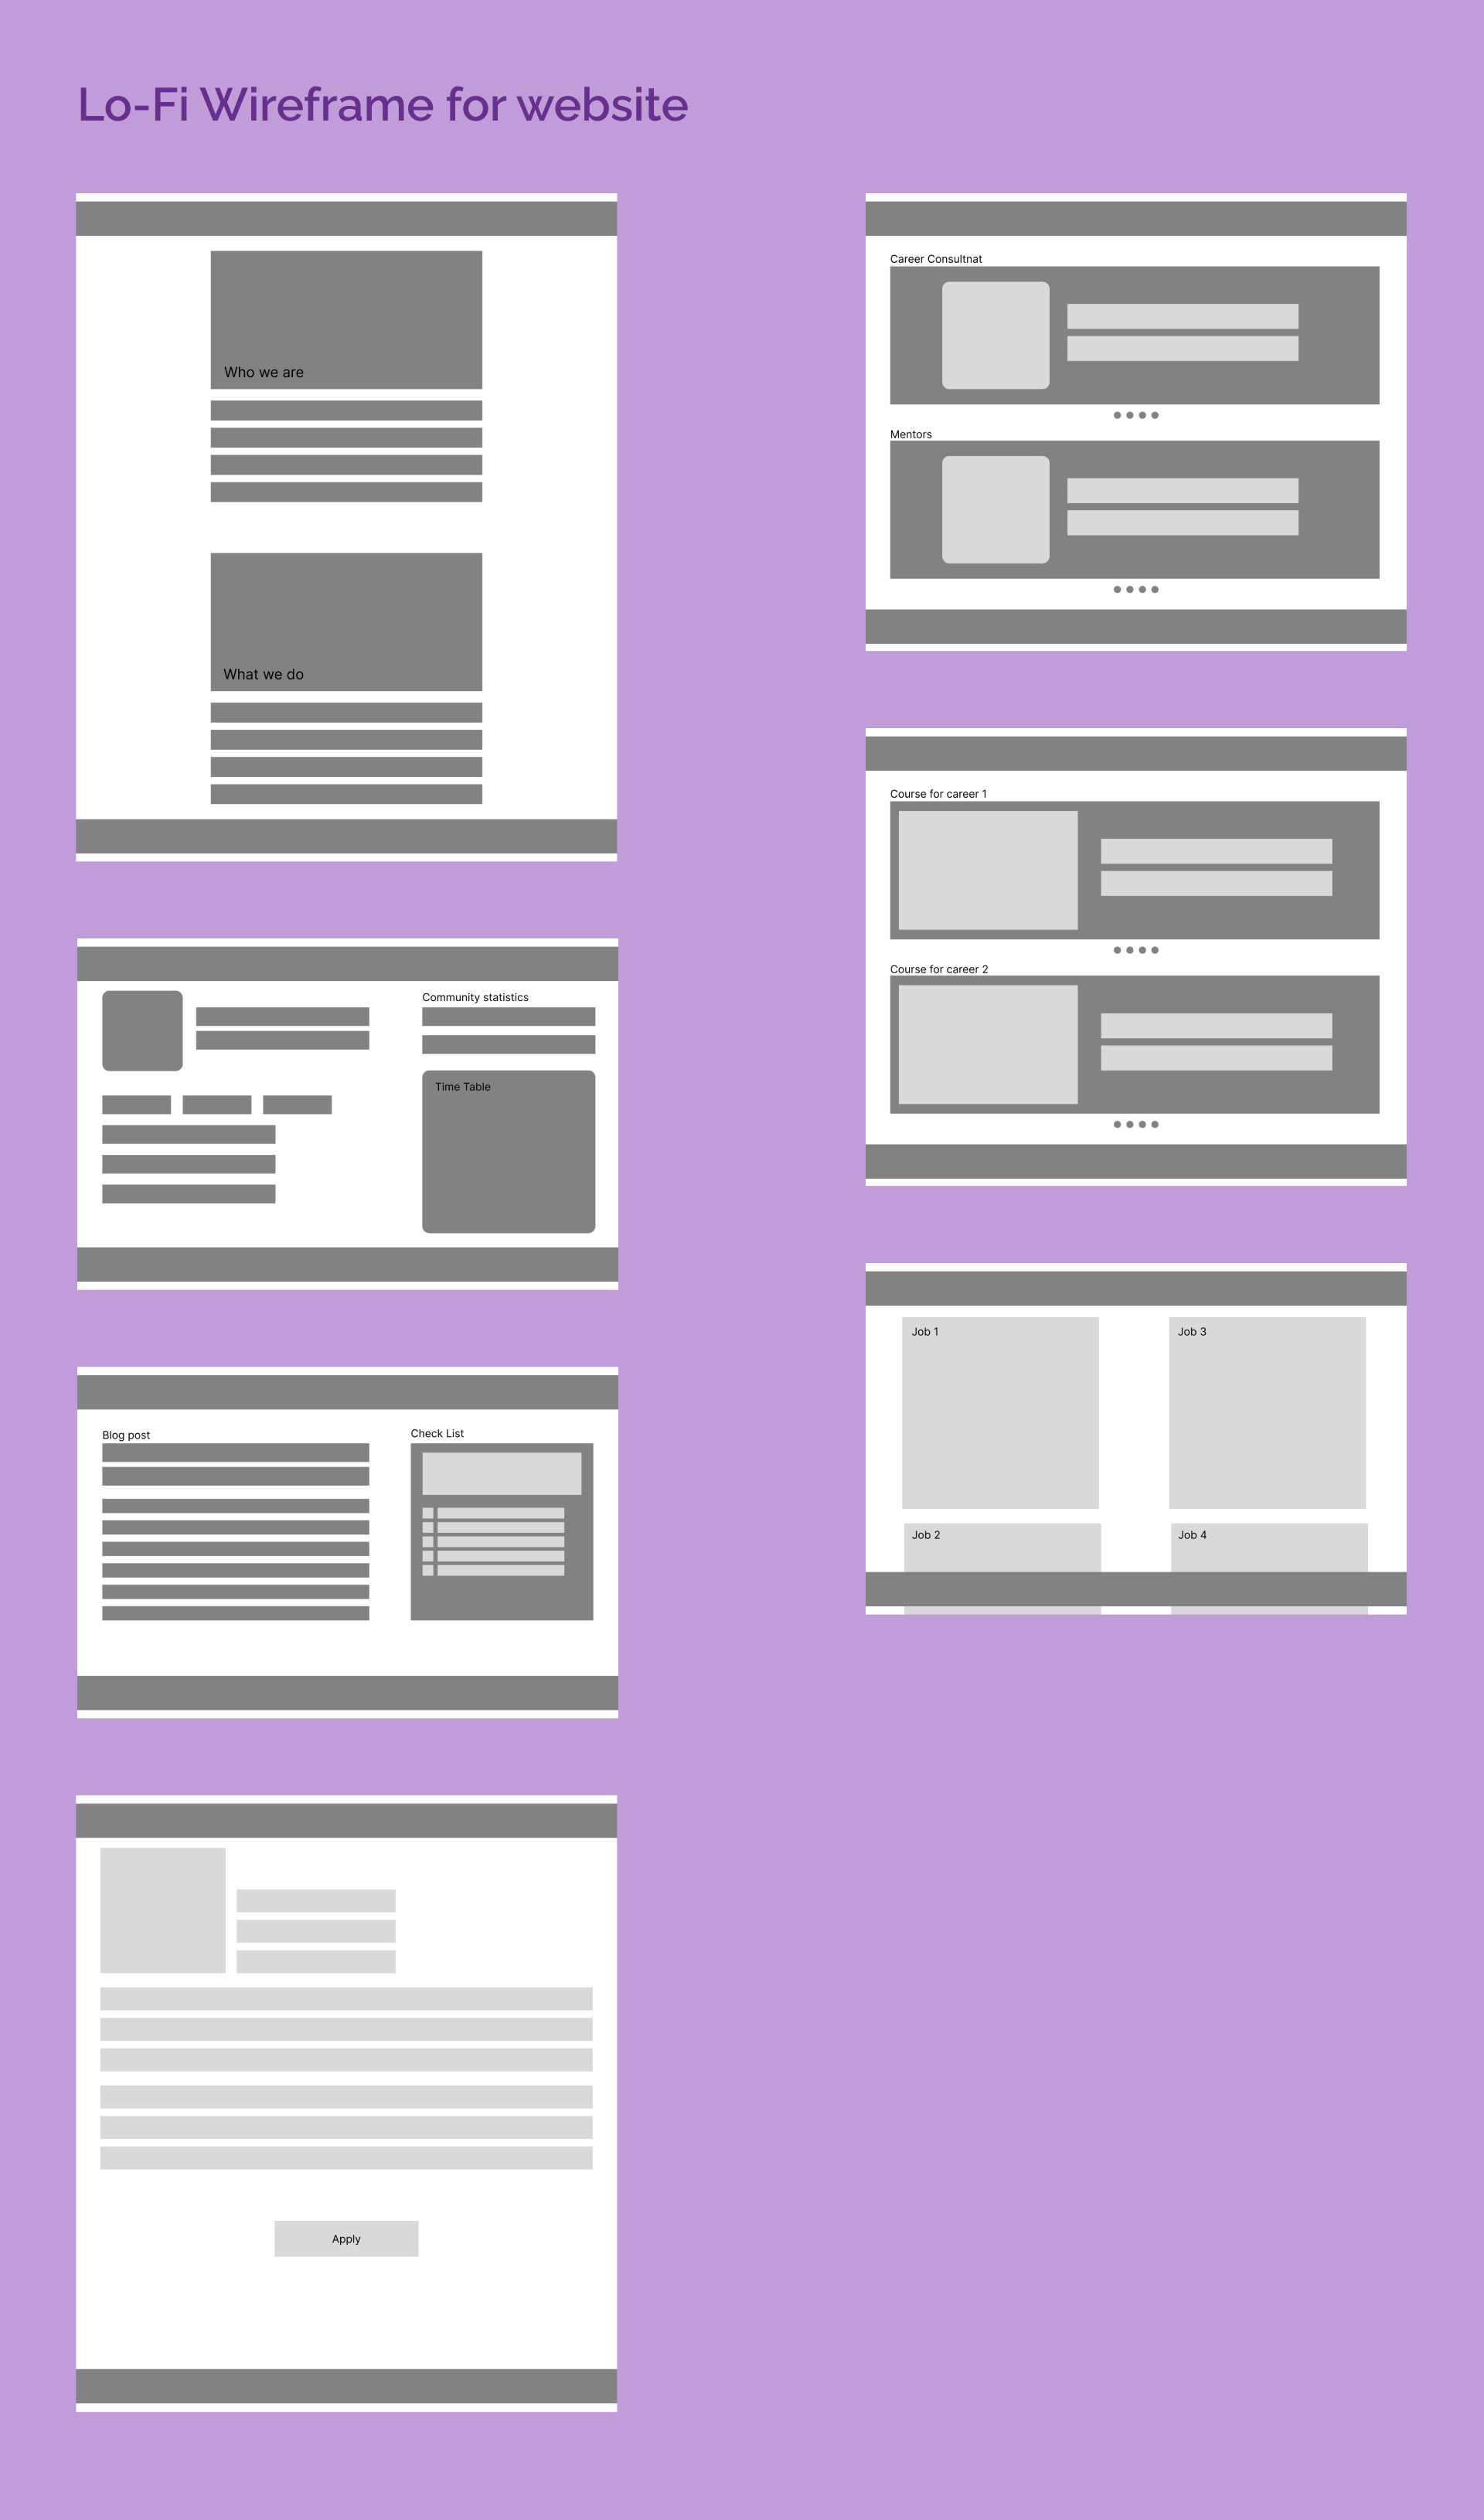 Lo-Fi Wireframe for website
Who we are
What we do
Community statistics
Time Table
Blog post
Check List
Apply
Career Consultnat
Mentors
Course for career 1
Course for career 2
Job 1
Job 3
Job 2
Job 4